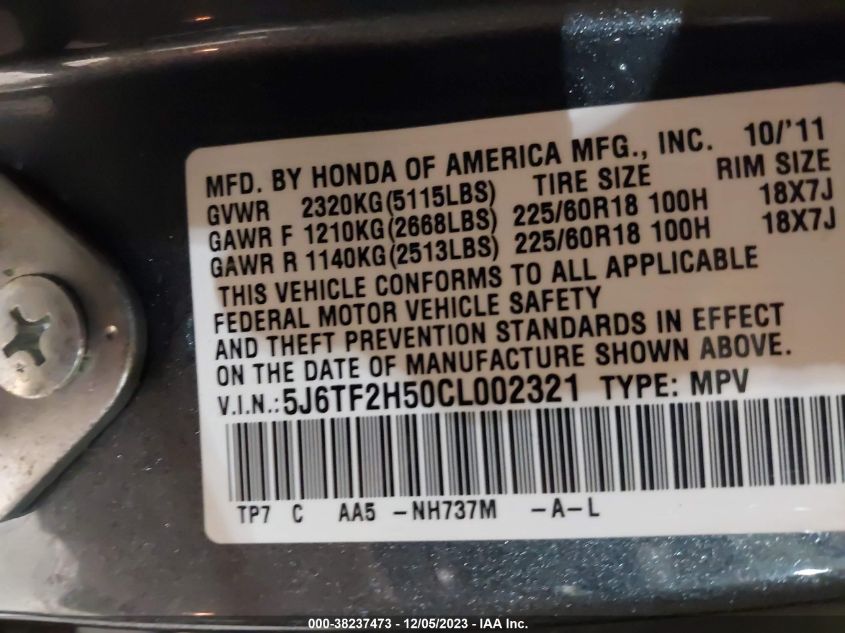 MFD. BY HONDA OF AMERICA MFG., INC. 10/'11
GVWR 2320KG(5115LBS) TIRE SIZE RIM SIZE
GAWR F 1210KG(2668LBS) 225/60R18 100H 18X7J
GAWR R 1140KG(2513LBS) 225/60R18 100H 18X7J
THIS VEHICLE CONFORMS TO ALL APPLICABLE
FEDERAL MOTOR VEHICLE SAFETY
AND THEFT PREVENTION STANDARDS IN EFFECT
ON THE DATE OF MANUFACTURE SHOWN ABOVE.
V.I.N.: 5J6TF2H50CL002321 TYPE: MPV
TP7 C AA5 -NH737M -A-L
000-38237473 - 12/05/2023 - IAA Inc.